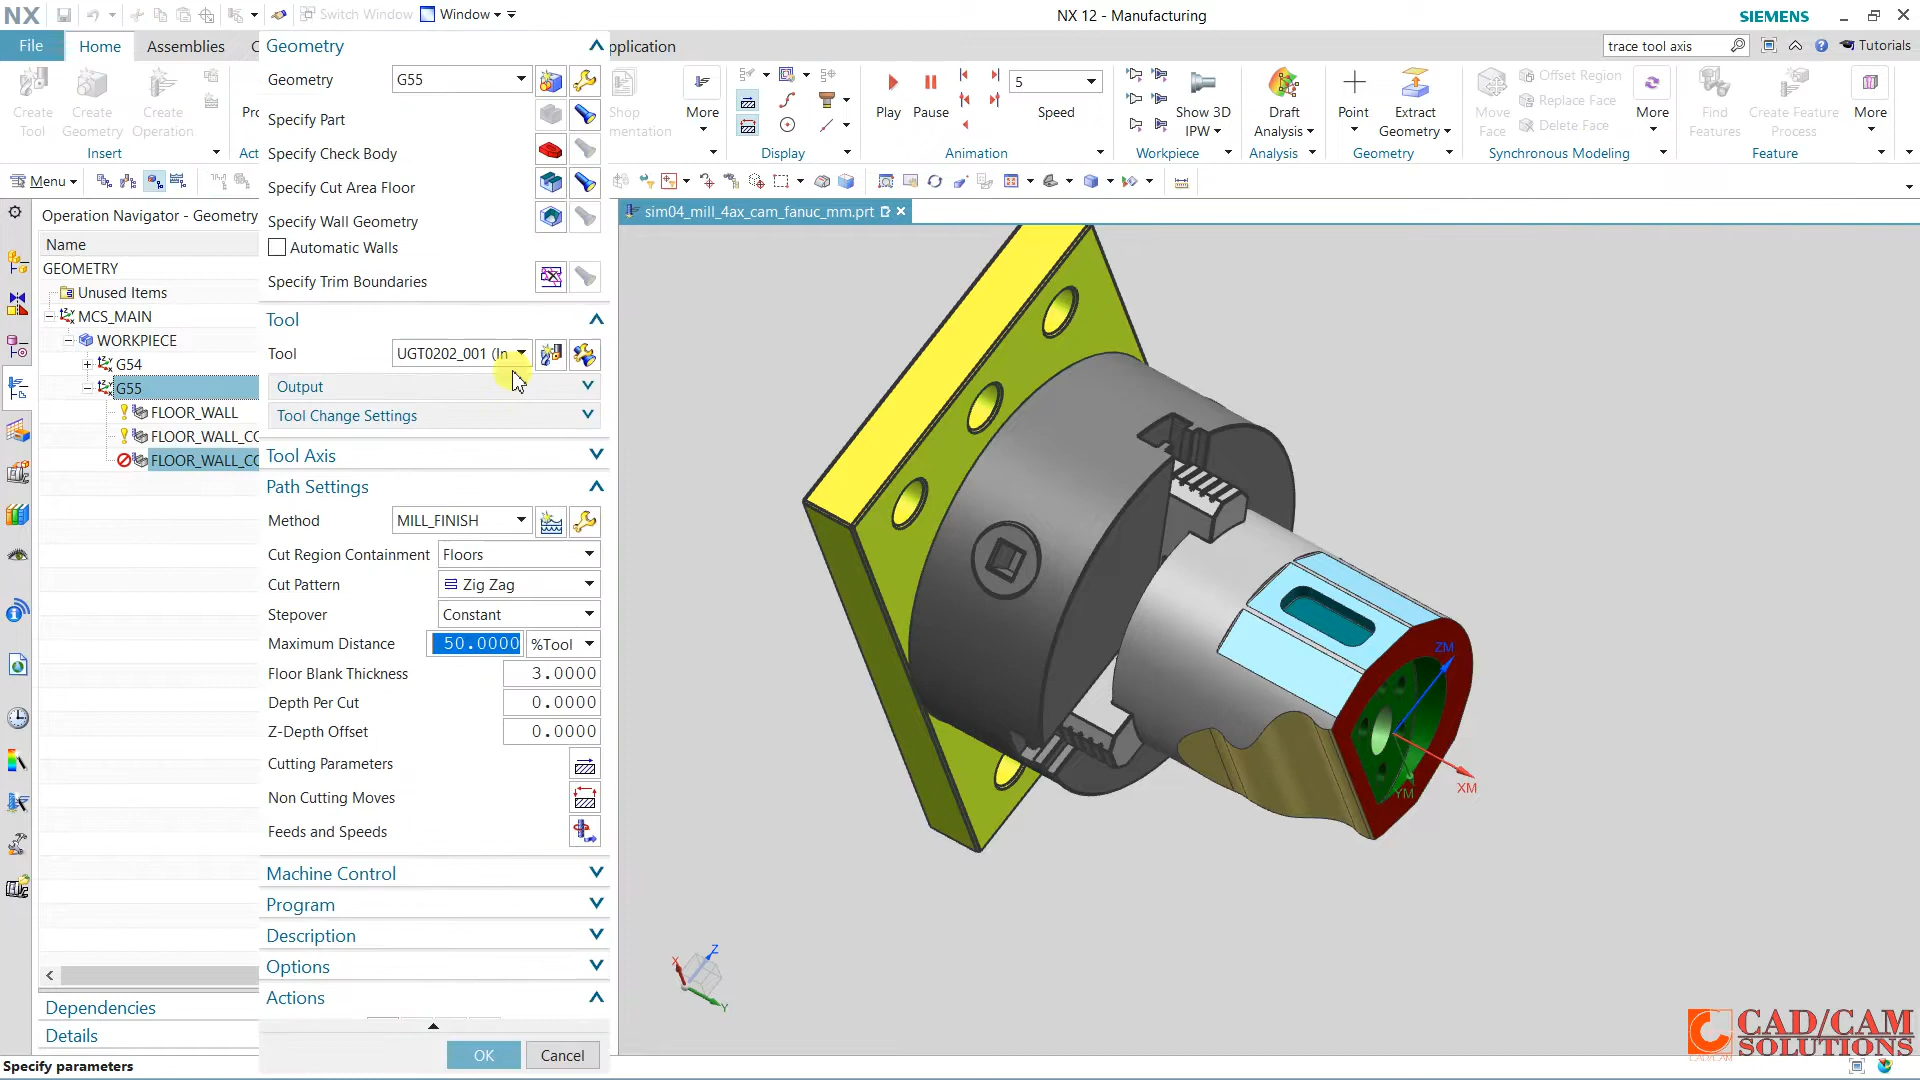 NX
Switch Window
Window
NX 12 - Manufacturing
SIEMENS
File
Home
Assemblies
C
pplication
trace tool axis
Tutorials
Create
Tool
Create
Geometry
Create
Operation
Insert
Prc
Act
Shop
mentation
More
Display
Play
Pause
5
Speed
Animation
Show 3D
IPW
Workpiece
Draft
Analysis
Analysis
Point
Extract
Geometry
Geometry
Move
Face
Offset Region
Replace Face
Delete Face
More
Synchronous Modeling
Find
Features
Create Feature
Process
More
Feature
Menu
Operation Navigator - Geometry
Name
GEOMETRY
Unused Items
MCS_MAIN
WORKPIECE
G54
G55
FLOOR_WALL
FLOOR_WALL_CO
FLOOR_WALL_CO
Dependencies
Details
Geometry
Geometry
G55
Specify Part
Specify Check Body
Specify Cut Area Floor
Specify Wall Geometry
Automatic Walls
Specify Trim Boundaries
Tool
Tool
UGT0202_001 (In
Output
Tool Change Settings
Tool Axis
Path Settings
Method
MILL_FINISH
Cut Region Containment
Floors
Cut Pattern
Zig Zag
Stepover
Constant
Maximum Distance
50.0000
%Tool
Floor Blank Thickness
3.0000
Depth Per Cut
0.0000
Z-Depth Offset
0.0000
Cutting Parameters
Non Cutting Moves
Feeds and Speeds
Machine Control
Program
Description
Options
Actions
OK
Cancel
sim04_mill_4ax_cam_fanuc_mm.prt
ZM
XM
YM
Z
X
Y
CAD/CAM
SOLUTIONS
CAD/CAM
Specify parameters